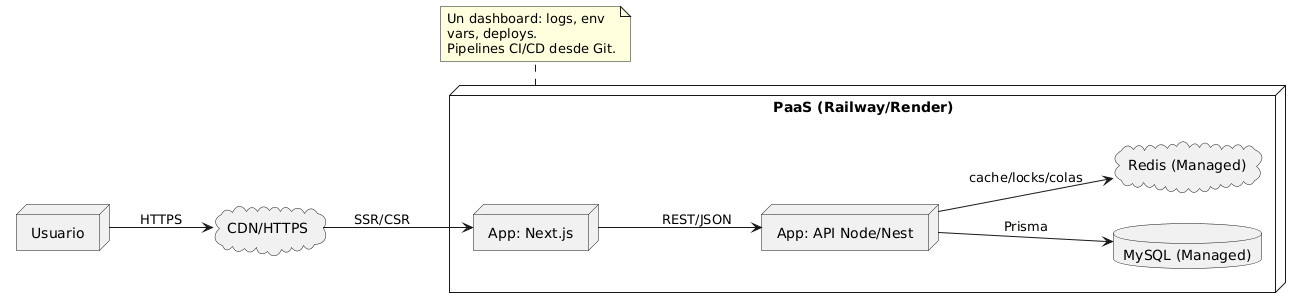 Un dashboard: logs, env
vars, deploys.
Pipelines CI/CD desde Git.
PaaS (Railway/Render)
Usuario
HTTPS
CDN/HTTPS
SSR/CSR
App: Next.js
REST/JSON
App: API Node/Nest
cache/locks/colas
Redis (Managed)
Prisma
MySQL (Managed)